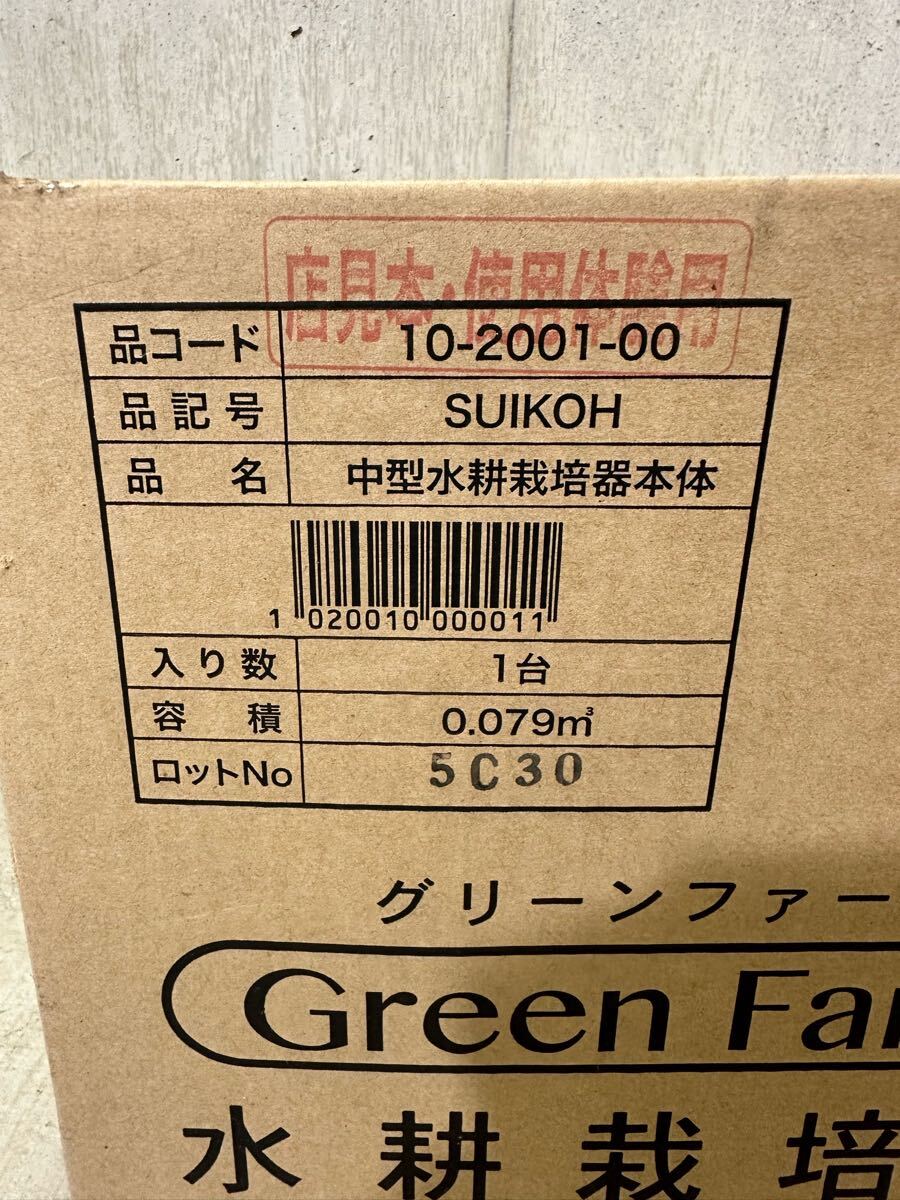 店見本・使用体験用
品コード 10-2001-00
品記号 SUIKOH
品名 中型水耕栽培器本体
1 020010 000011
入り数 1台
容積 0.079㎥
ロットNo 5C30
グリーンファー
Green Far
水耕栽培